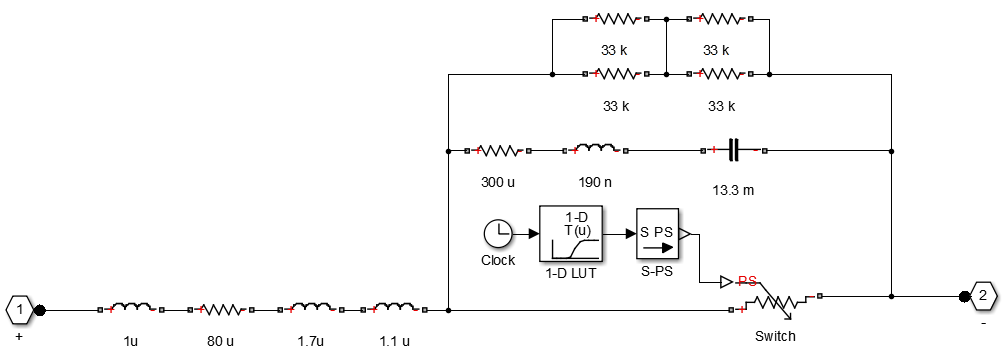 33 k
33 k
33 k
33 k
300 u
190 n
13.3 m
Clock
1-D
T(u)
1-D LUT
S PS
S-PS
PS
Switch
1
+
1u
80 u
1.7u
1.1 u
2
-